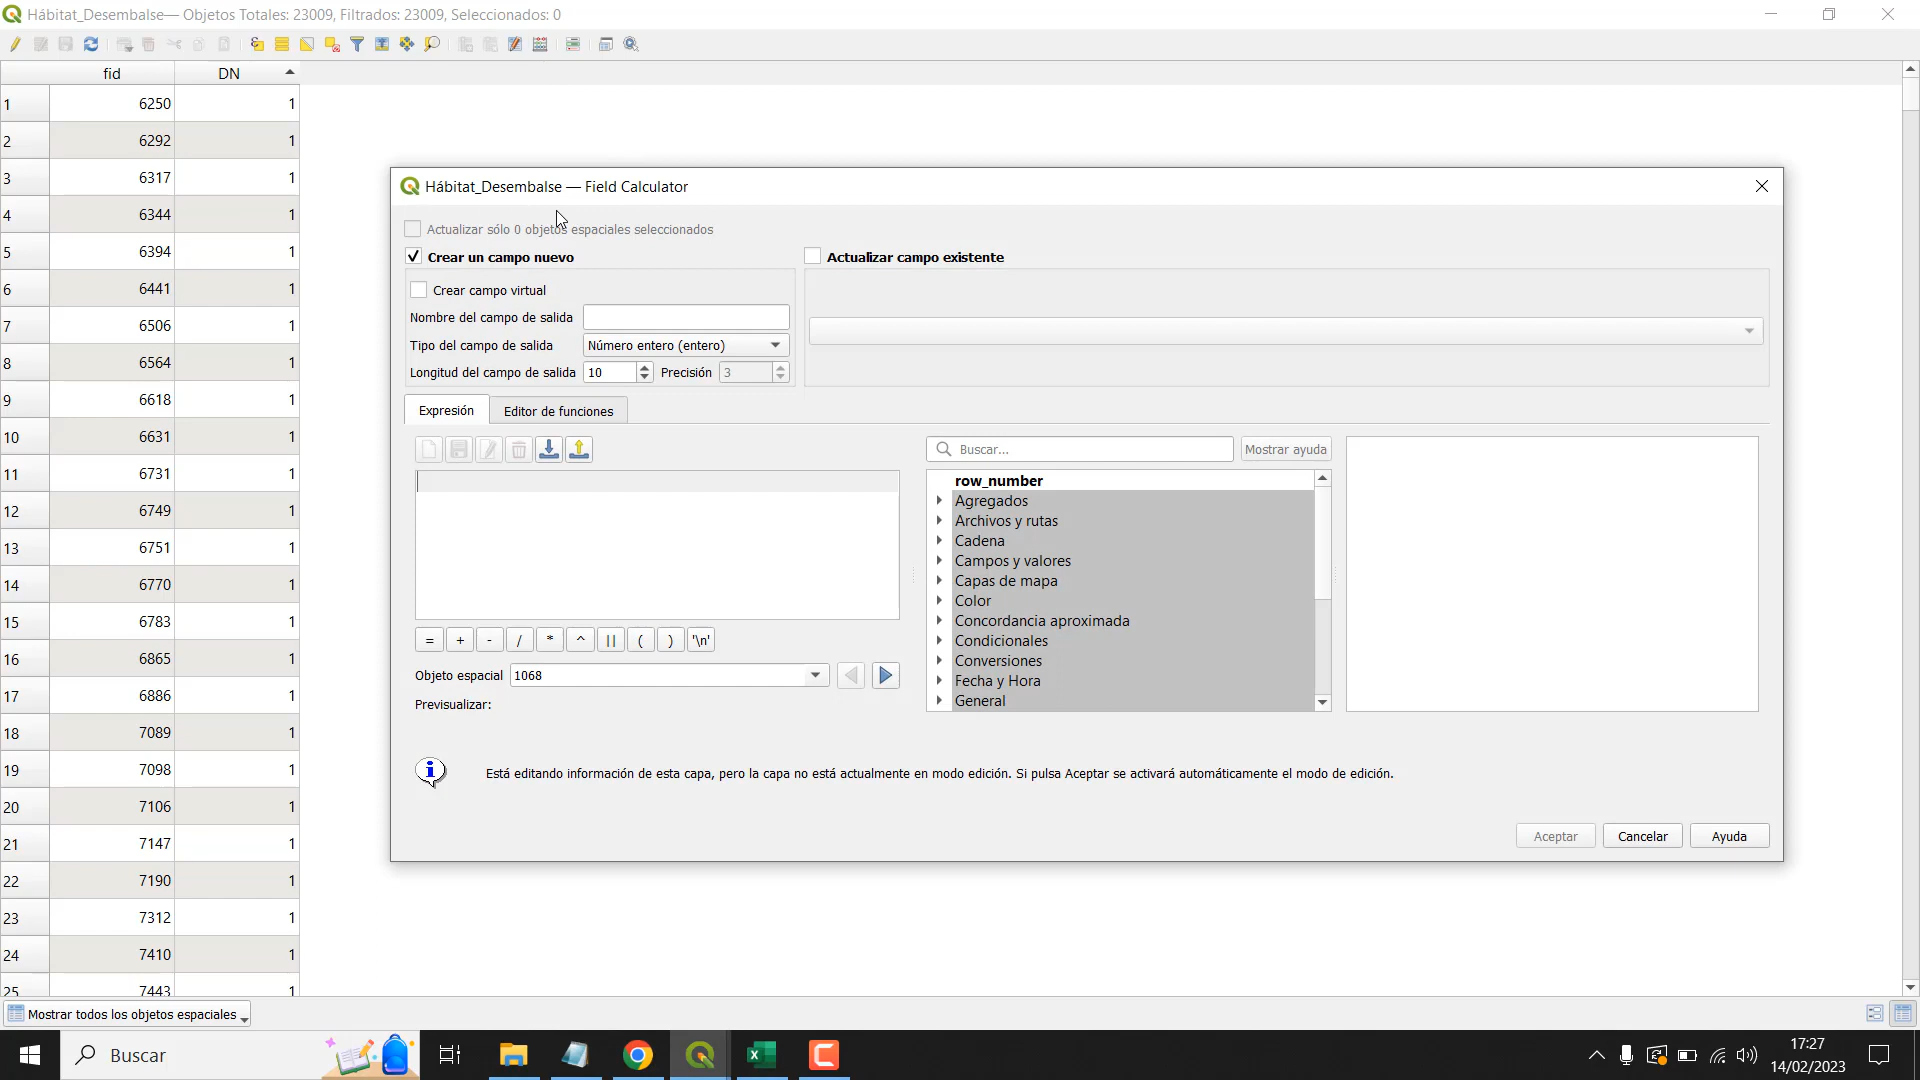 Hábitat_Desembalse— Objetos Totales: 23009, Filtrados: 23009, Seleccionados: 0
fid DN
1 6250 1
2 6292 1
3 6317 1
4 6344 1
5 6394 1
6 6441 1
7 6506 1
8 6564 1
9 6618 1
10 6631 1
11 6731 1
12 6749 1
13 6751 1
14 6770 1
15 6783 1
16 6865 1
17 6886 1
18 7089 1
19 7098 1
20 7106 1
21 7147 1
22 7190 1
23 7312 1
24 7410 1
25 7443 1
Hábitat_Desembalse — Field Calculator
Actualizar sólo 0 objetos espaciales seleccionados
Crear un campo nuevo
Actualizar campo existente
Crear campo virtual
Nombre del campo de salida
Tipo del campo de salida Número entero (entero)
Longitud del campo de salida 10 Precisión 3
Expresión Editor de funciones
Buscar... Mostrar ayuda
row_number
Agregados
Archivos y rutas
Cadena
Campos y valores
Capas de mapa
Color
Concordancia aproximada
Condicionales
Conversiones
Fecha y Hora
General
= + - / * ^ || ( ) '\n'
Objeto espacial 1068
Previsualizar:
Está editando información de esta capa, pero la capa no está actualmente en modo edición. Si pulsa Aceptar se activará automáticamente el modo de edición.
Aceptar Cancelar Ayuda
Mostrar todos los objetos espaciales
Buscar
17:27
14/02/2023